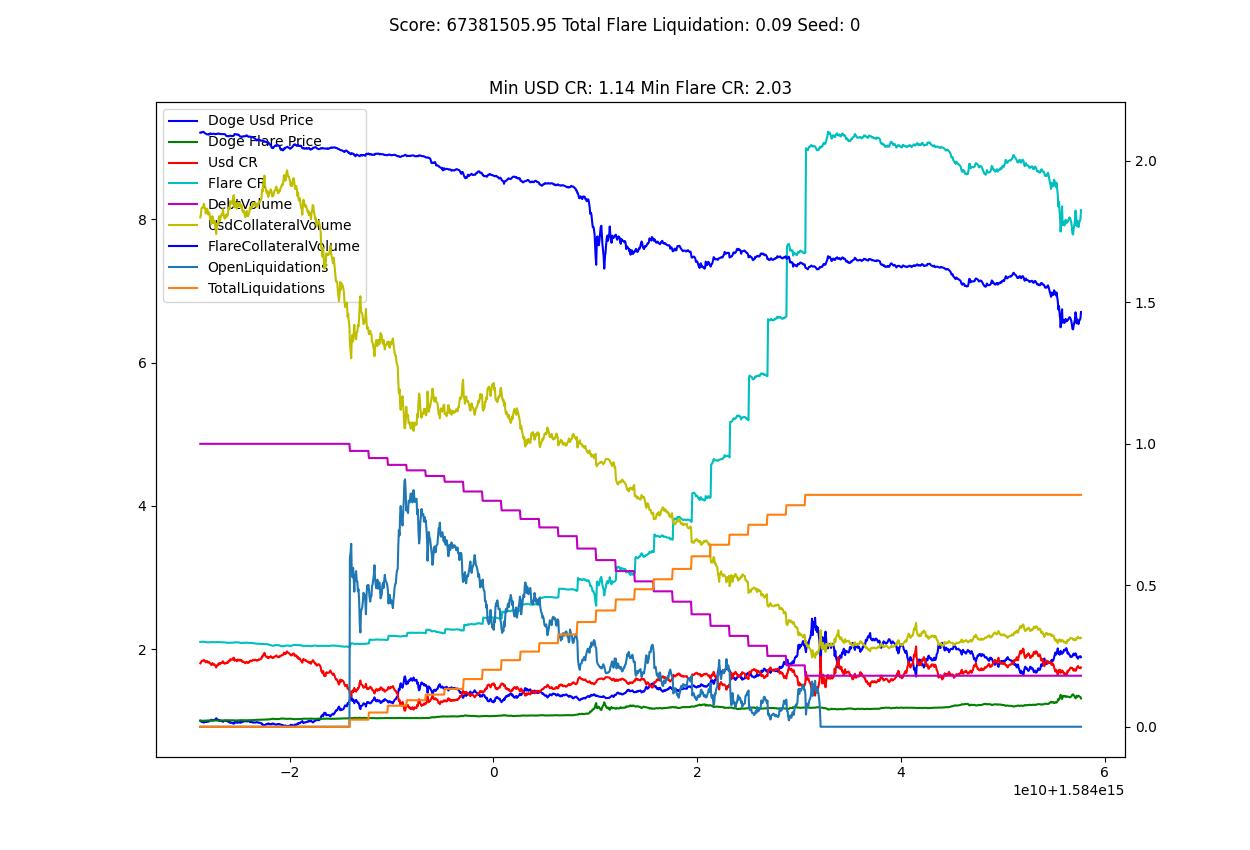 Score: 67381505.95 Total Flare Liquidation: 0.09 Seed: 0
Min USD CR: 1.14 Min Flare CR: 2.03
Doge Usd Price
Doge Flare Price
Usd CR
Flare CR
DebtVolume
UsdCollateralVolume
FlareCollateralVolume
OpenLiquidations
TotalLiquidations
8
6
4
2
2.0
1.5
1.0
0.5
0.0
−2 0 2 4 6
1e10+1.584e15